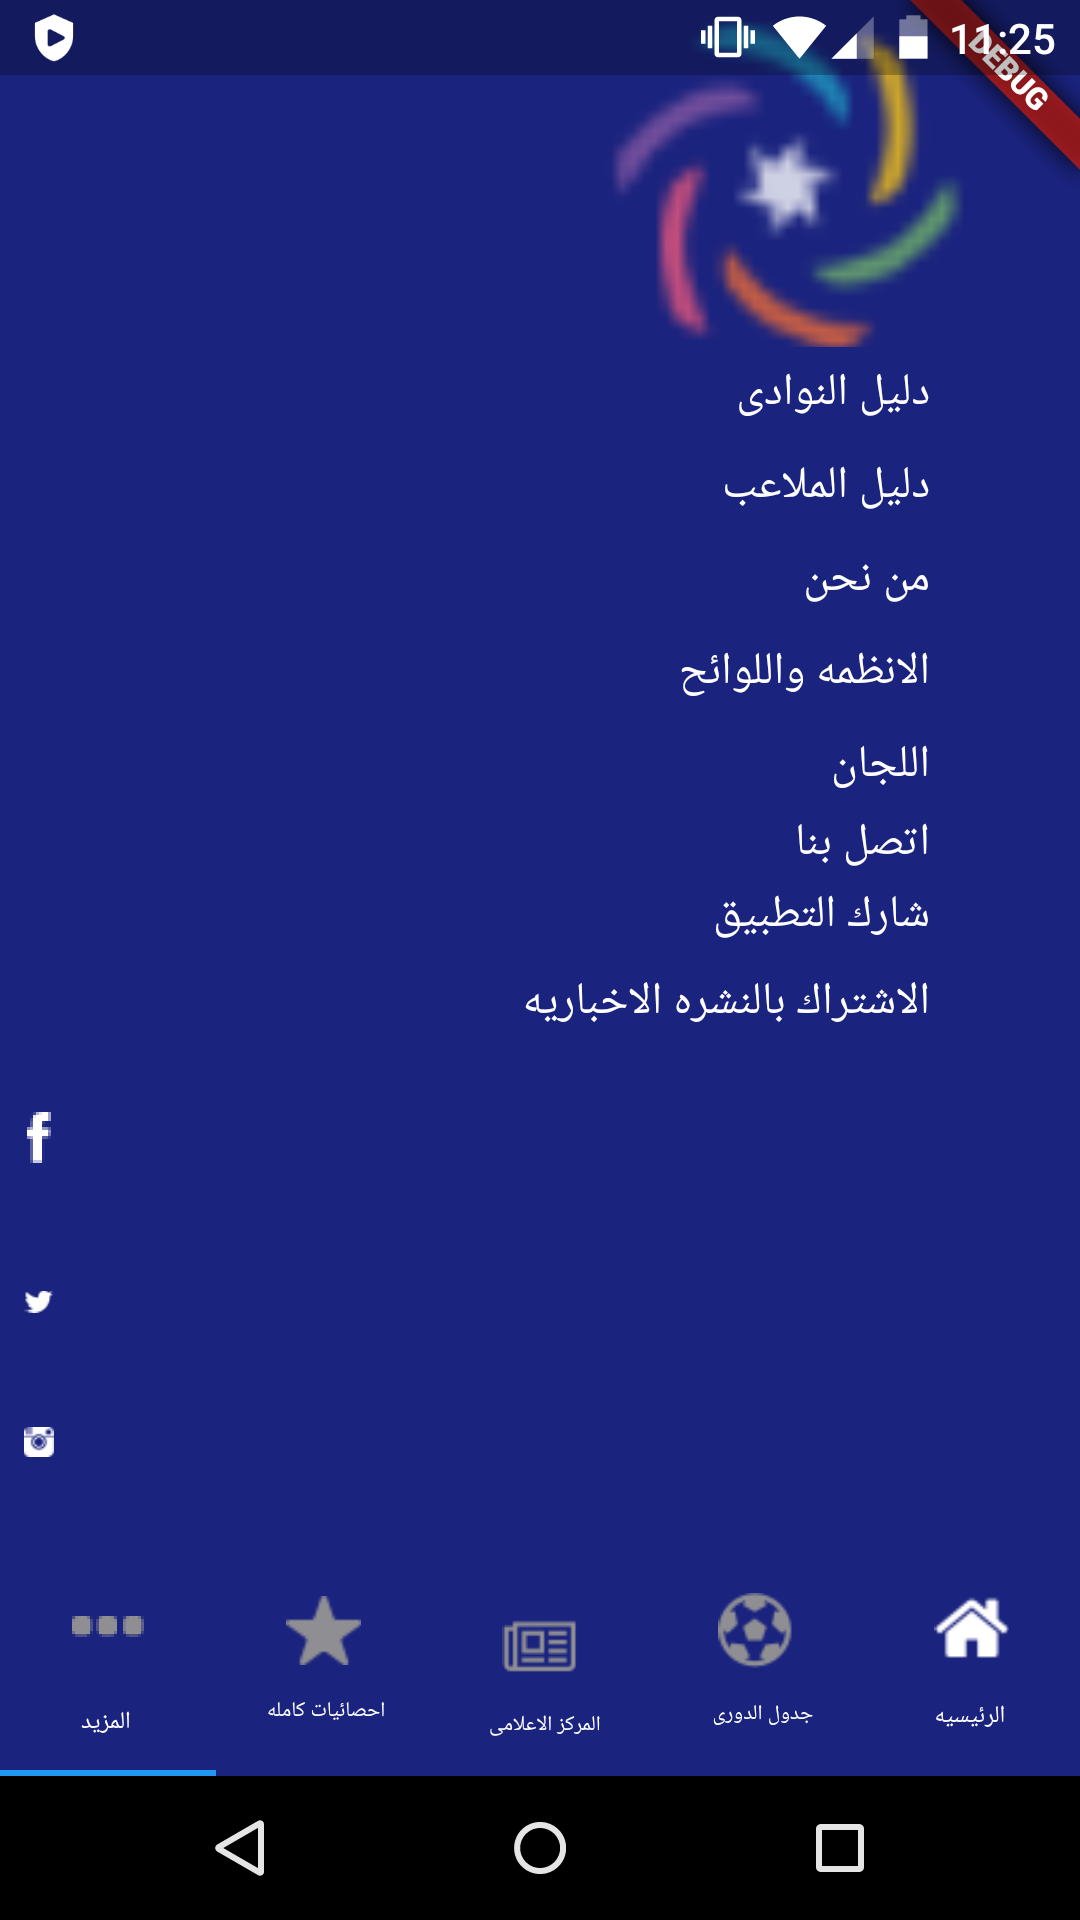 11:25
DEBUG
دليل النوادى
دليل الملاعب
من نحن
الانظمه واللوائح
اللجان
اتصل بنا
شارك التطبيق
الاشتراك بالنشره الاخباريه
الرئيسيه
جدول الدورى
المركز الاعلامى
احصائيات كامله
المزيد